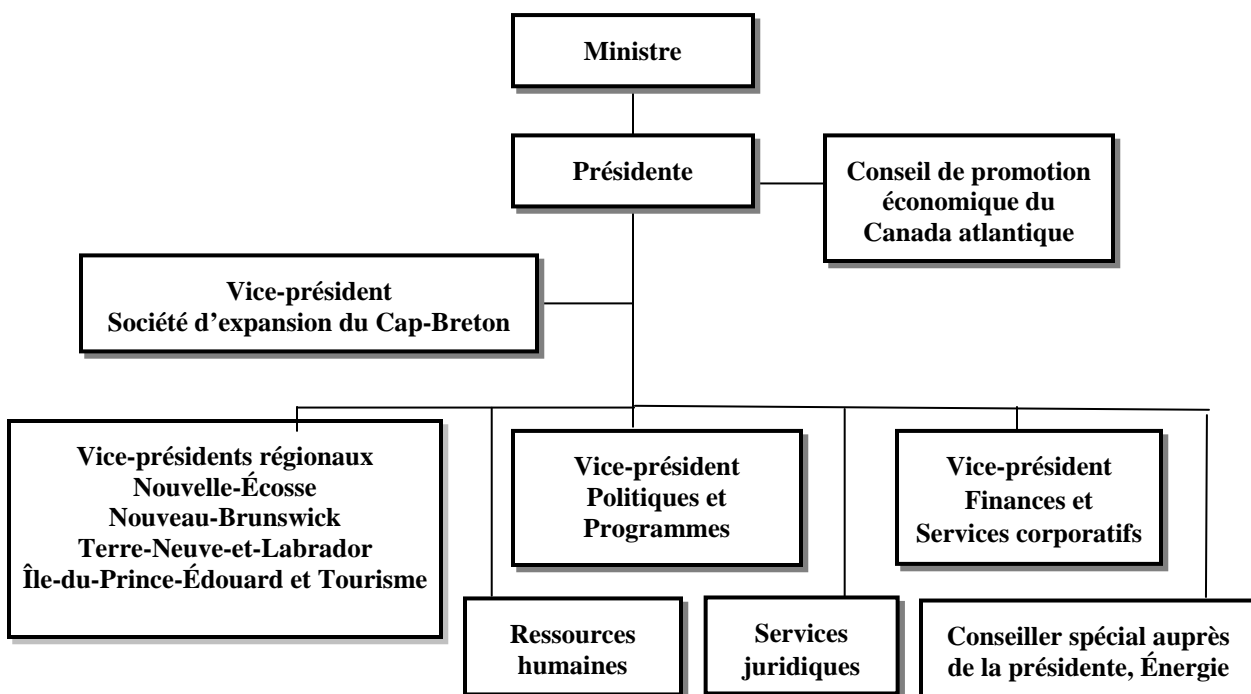 Ministre
Présidente
Conseil de promotion
économique du
Canada atlantique
Vice-président
Société d’expansion du Cap-Breton
Vice-présidents régionaux
Nouvelle-Écosse
Nouveau-Brunswick
Terre-Neuve-et-Labrador
Île-du-Prince-Édouard et Tourisme
Vice-président
Politiques et
Programmes
Vice-président
Finances et
Services corporatifs
Ressources
humaines
Services
juridiques
Conseiller spécial auprès
de la présidente, Énergie